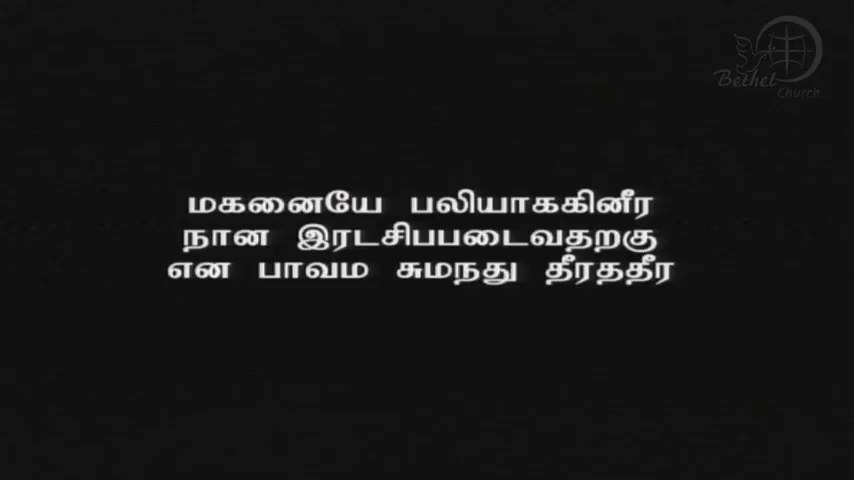 Bethel
Church
மகனையே பலியாககினீர
நான இரடசிபபடைவதறகு
என பாவம சுமநது தீரததீர